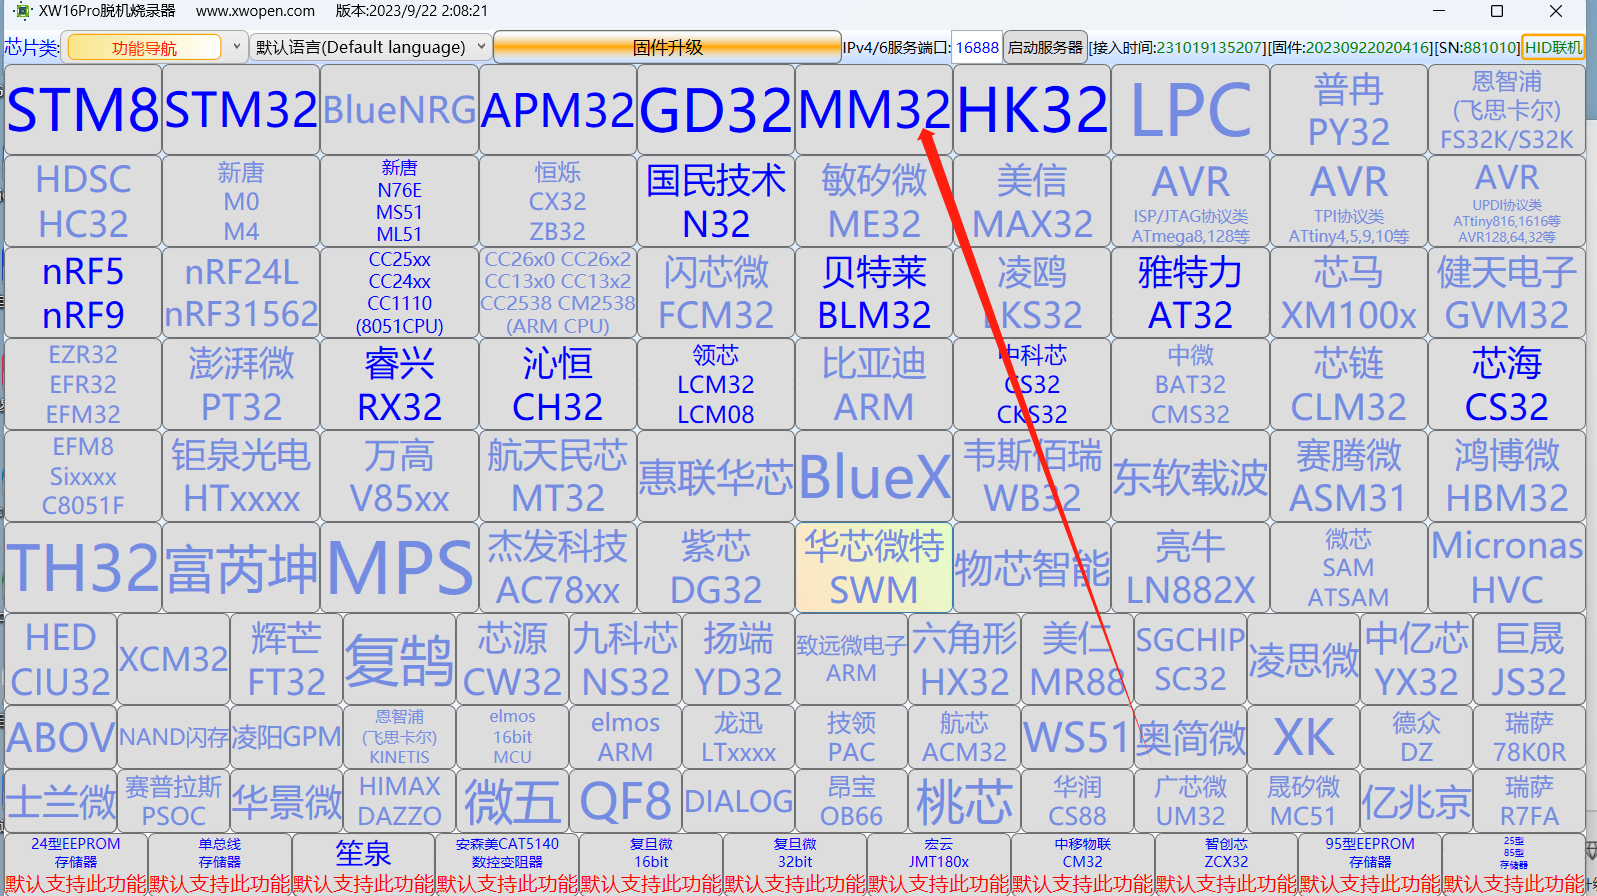 XW16Pro脱机烧录器 www.xwopen.com 版本:2023/9/22 2:08:21
芯片类: 功能导航 默认语言(Default language) 固件升级 IPv4/6服务端口: 16888 启动服务器 [接入时间:231019135207][固件:20230922020416][SN:881010] HID联机
STM8 STM32 BlueNRG APM32 GD32 MM32 HK32 LPC
普冉
PY32
恩智浦
(飞思卡尔)
FS32K/S32K
HDSC
HC32
新唐
M0
M4
新唐
N76E
MS51
ML51
恒烁
CX32
ZB32
国民技术
N32
敏矽微
ME32
美信
MAX32
AVR
ISP/JTAG协议类
ATmega8,128等
AVR
TPI协议类
ATtiny4,5,9,10等
AVR
UPDI协议类
ATtiny816,1616等
AVR128,64,32等
nRF5
nRF9
nRF24L
nRF31562
CC25xx
CC24xx
CC1110
(8051CPU)
CC26x0 CC26x2
CC13x0 CC13x2
CC2538 CM2538
(ARM CPU)
闪芯微
FCM32
贝特莱
BLM32
凌鸥
LKS32
雅特力
AT32
芯马
XM100x
健天电子
GVM32
EZR32
EFR32
EFM32
澎湃微
PT32
睿兴
RX32
沁恒
CH32
领芯
LCM32
LCM08
比亚迪
ARM
中科芯
CS32
CKS32
中微
BAT32
CMS32
芯链
CLM32
芯海
CS32
EFM8
Sixxxx
C8051F
钜泉光电
HTxxxx
万高
V85xx
航天民芯
MT32
惠联华芯
BlueX
韦斯佰瑞
WB32
东软载波
赛腾微
ASM31
鸿博微
HBM32
TH32
富芮坤
MPS
杰发科技
AC78xx
紫芯
DG32
华芯微特
SWM
物芯智能
亮牛
LN882X
微芯
SAM
ATSAM
Micronas
HVC
HED
CIU32
XCM32
辉芒
FT32
复鹄
芯源
CW32
九科芯
NS32
扬端
YD32
致远微电子
ARM
六角形
HX32
美仁
MR88
SGCHIP
SC32
凌思微
中亿芯
YX32
巨晟
JS32
ABOV
NAND闪存
凌阳GPM
恩智浦
(飞思卡尔)
KINETIS
elmos
16bit
MCU
elmos
ARM
龙迅
LTxxxx
技领
PAC
航芯
ACM32
WS51
奥简微
XK
德众
DZ
瑞萨
78K0R
士兰微
赛普拉斯
PSOC
华景微
HIMAX
DAZZO
微五
QF8
DIALOG
昂宝
OB66
桃芯
华润
CS88
广芯微
UM32
晟矽微
MC51
亿兆京
瑞萨
R7FA
24型EEPROM
存储器
默认支持此功能
单总线
存储器
默认支持此功能
笙泉
默认支持此功能
安森美CAT5140
数控变阻器
默认支持此功能
复旦微
16bit
默认支持此功能
复旦微
32bit
默认支持此功能
宏云
JMT180x
默认支持此功能
中移物联
CM32
默认支持此功能
智创芯
ZCX32
默认支持此功能
95型EEPROM
存储器
默认支持此功能
25型
85型
存储器
默认支持此功能